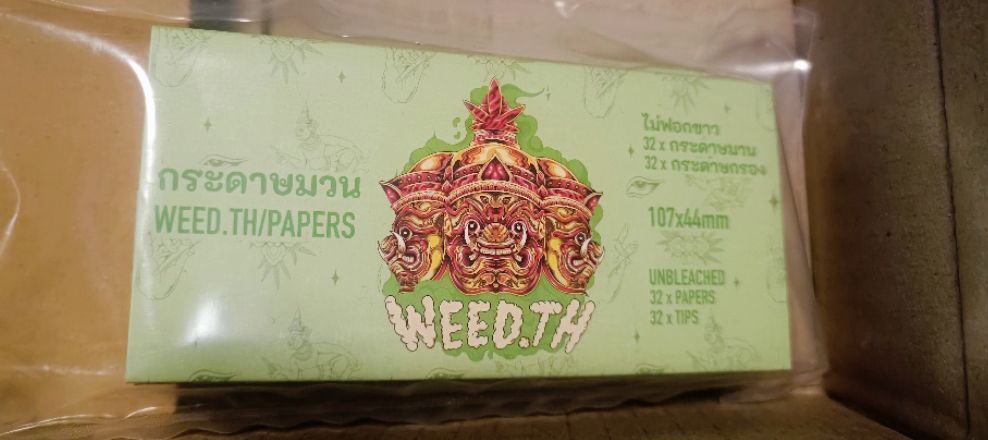 กระดาษมวน
WEED.TH/PAPERS
WEED.TH
ไม่ฟอกขาว
32 x กระดาษมวน
32 x กระดาษกรอง
107x44mm
UNBLEACHED
32 x PAPERS
32 x TIPS